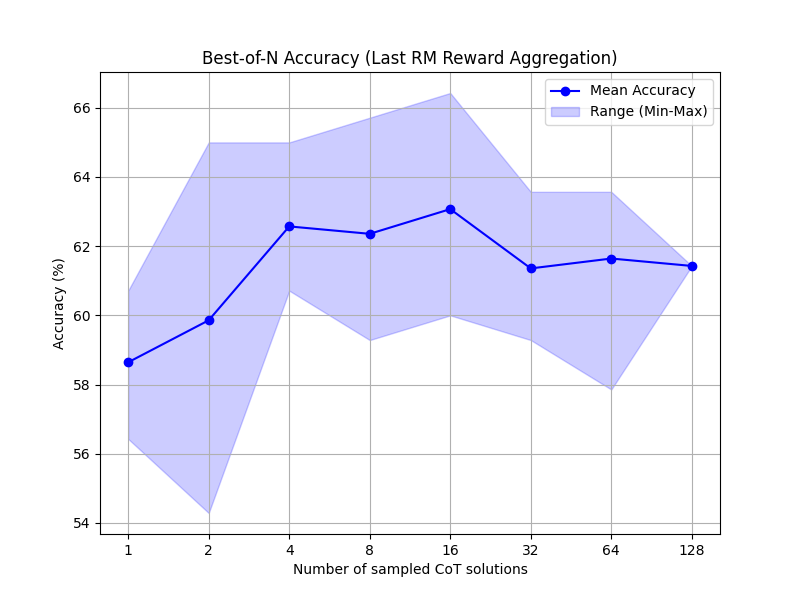 Best-of-N Accuracy (Last RM Reward Aggregation)
Mean Accuracy
Range (Min-Max)
Accuracy (%)
66
64
62
60
58
56
54
1 2 4 8 16 32 64 128
Number of sampled CoT solutions